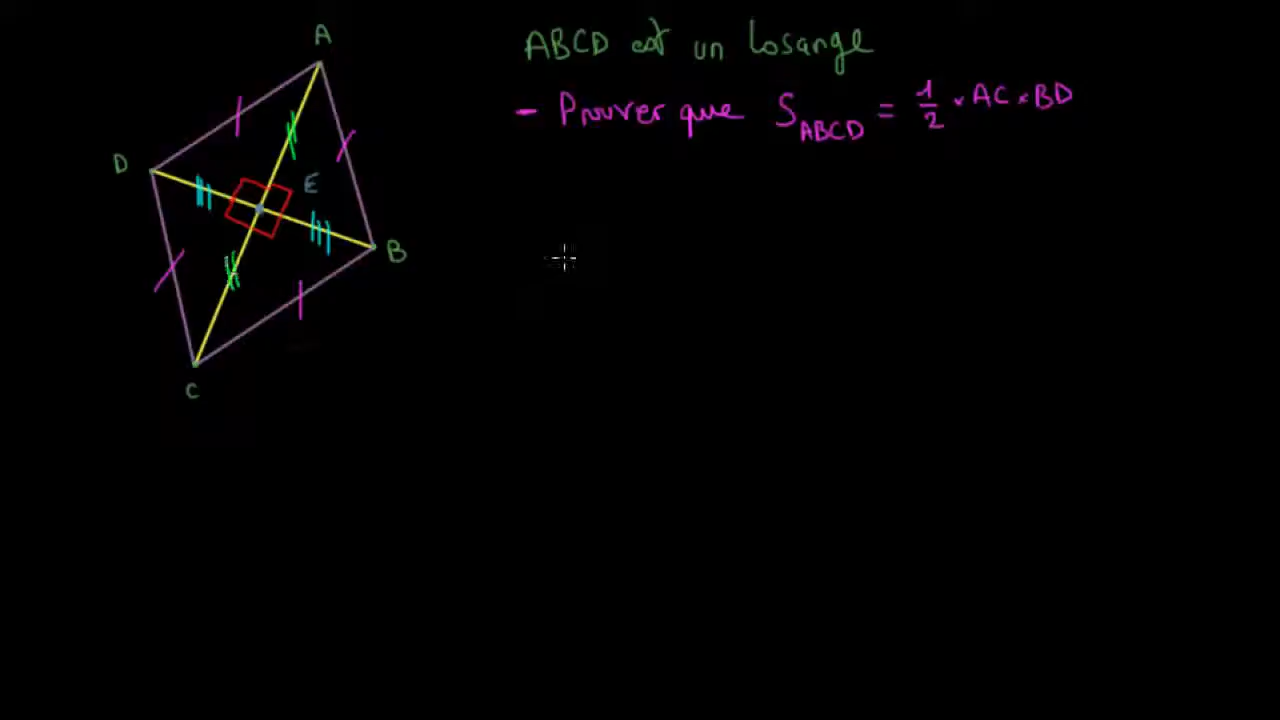 A
ABCD est un losange
- Prouver que S_ABCD = 1/2 × AC × BD
D
E
B
C